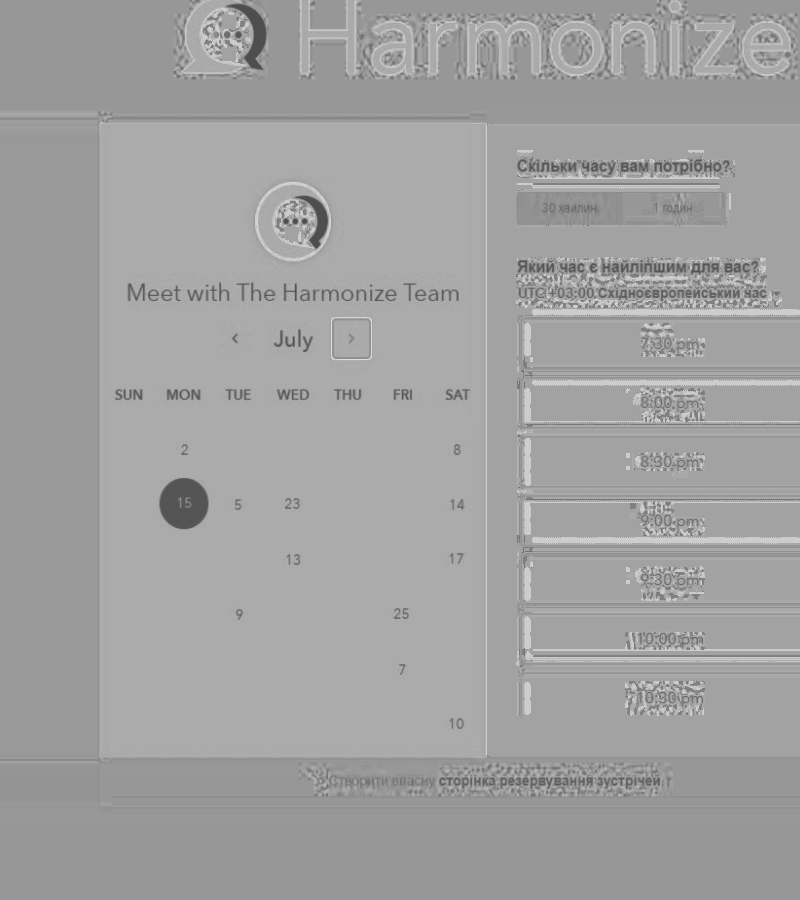 Harmonize
Meet with The Harmonize Team
July
SUN MON TUE WED THU FRI SAT
2 8
15 5 23 14
13 17
9 25
7
10
Скільки часу вам потрібно?
30 хвилин 1 годин
Який час є найліпшим для вас?
UTC+03:00 Східноєвропейський час
7:30 pm
8:00 pm
8:30 pm
9:00 pm
9:30 pm
10:00 pm
10:30 pm
Створити власну сторінка резервування зустрічей